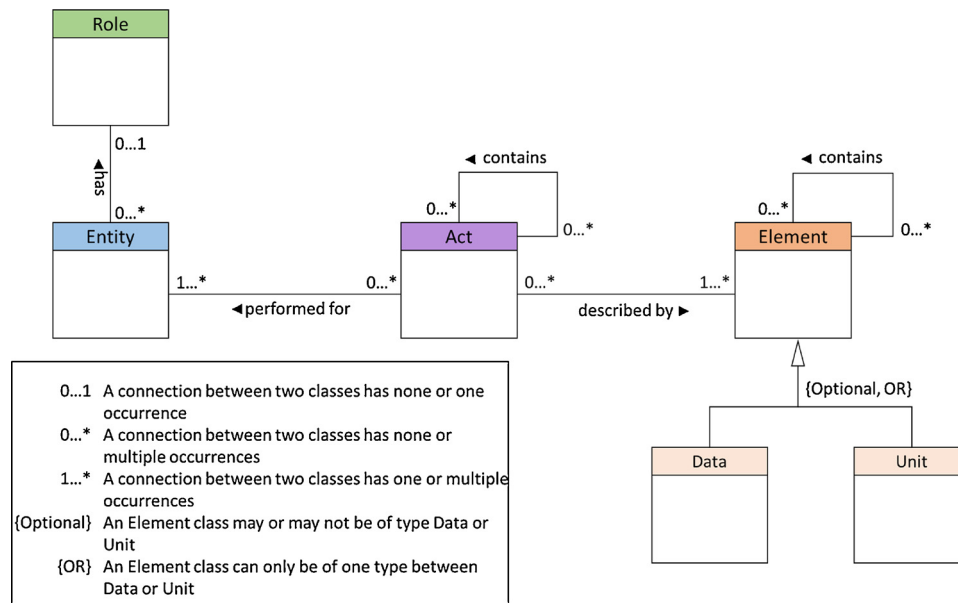 Role
0...1
◄has
0...*
Entity
1...*
◄performed for
0...*
◄ contains
0...*
0...*
Act
0...*
described by ►
1...*
◄ contains
0...*
0...*
Element
{Optional, OR}
Data
Unit
0...1 A connection between two classes has none or one
occurrence
0...* A connection between two classes has none or
multiple occurrences
1...* A connection between two classes has one or multiple
occurrences
{Optional} An Element class may or may not be of type Data or
Unit
{OR} An Element class can only be of one type between
Data or Unit